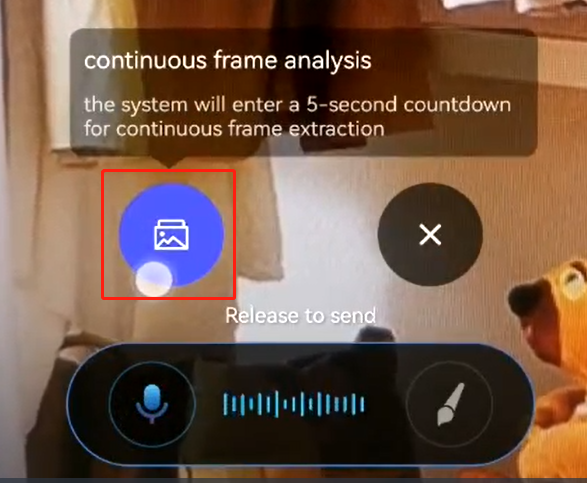 continuous frame analysis
the system will enter a 5-second countdown
for continuous frame extraction
Release to send